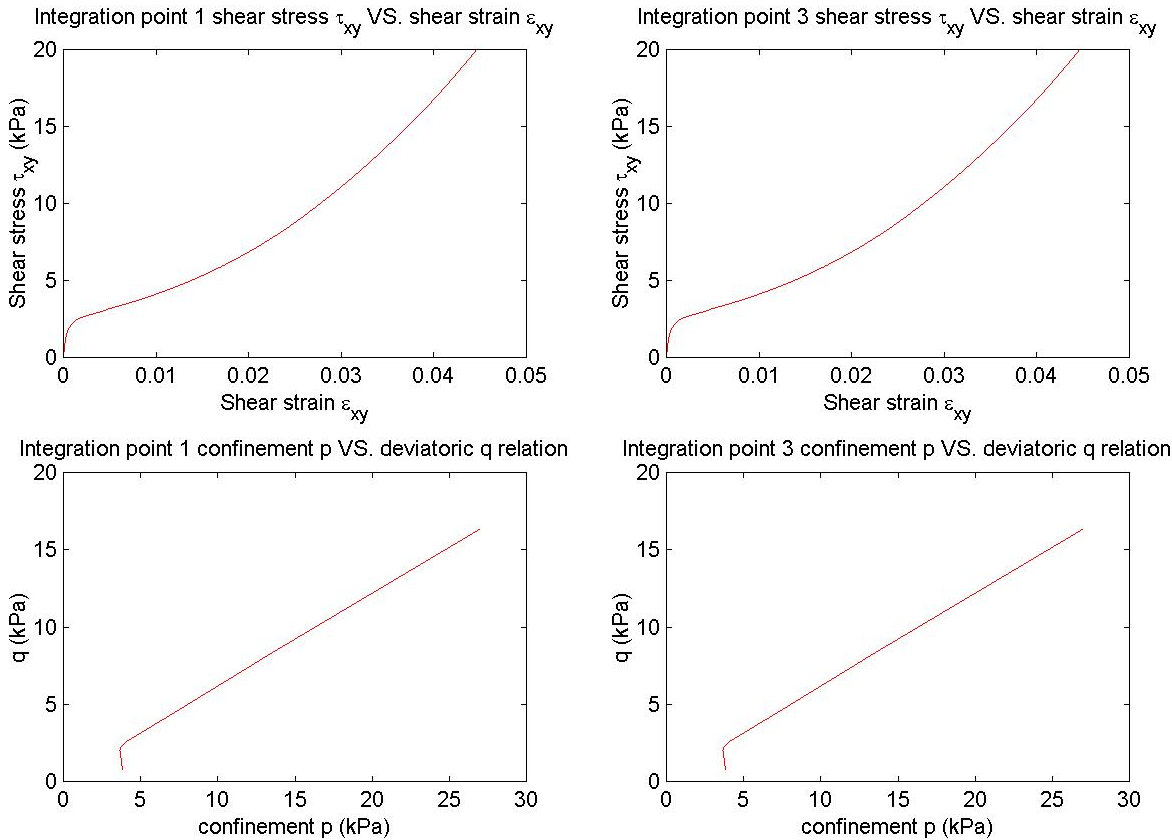 Integration point 1 shear stress τxy VS. shear strain εxy
20
15
10
5
0
Shear stress τxy (kPa)
0 0.01 0.02 0.03 0.04 0.05
Shear strain εxy
Integration point 3 shear stress τxy VS. shear strain εxy
20
15
10
5
0
Shear stress τxy (kPa)
0 0.01 0.02 0.03 0.04 0.05
Shear strain εxy
Integration point 1 confinement p VS. deviatoric q relation
20
15
10
5
0
q (kPa)
0 5 10 15 20 25 30
confinement p (kPa)
Integration point 3 confinement p VS. deviatoric q relation
20
15
10
5
0
q (kPa)
0 5 10 15 20 25 30
confinement p (kPa)